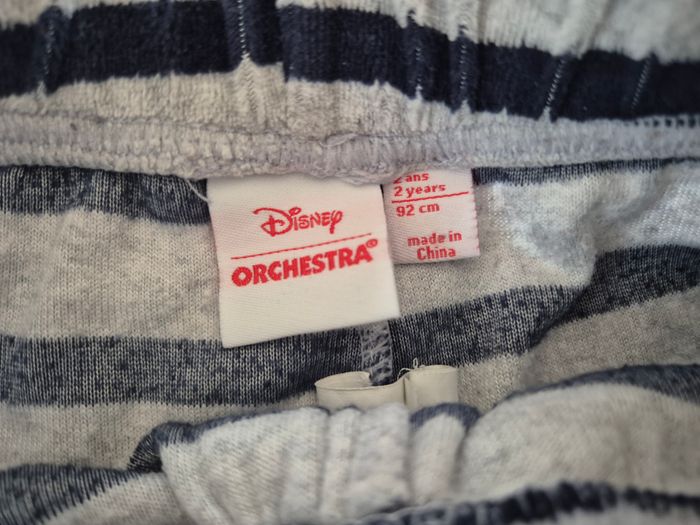 Disney
ORCHESTRA®
2 ans
2 years
92 cm
made in
China